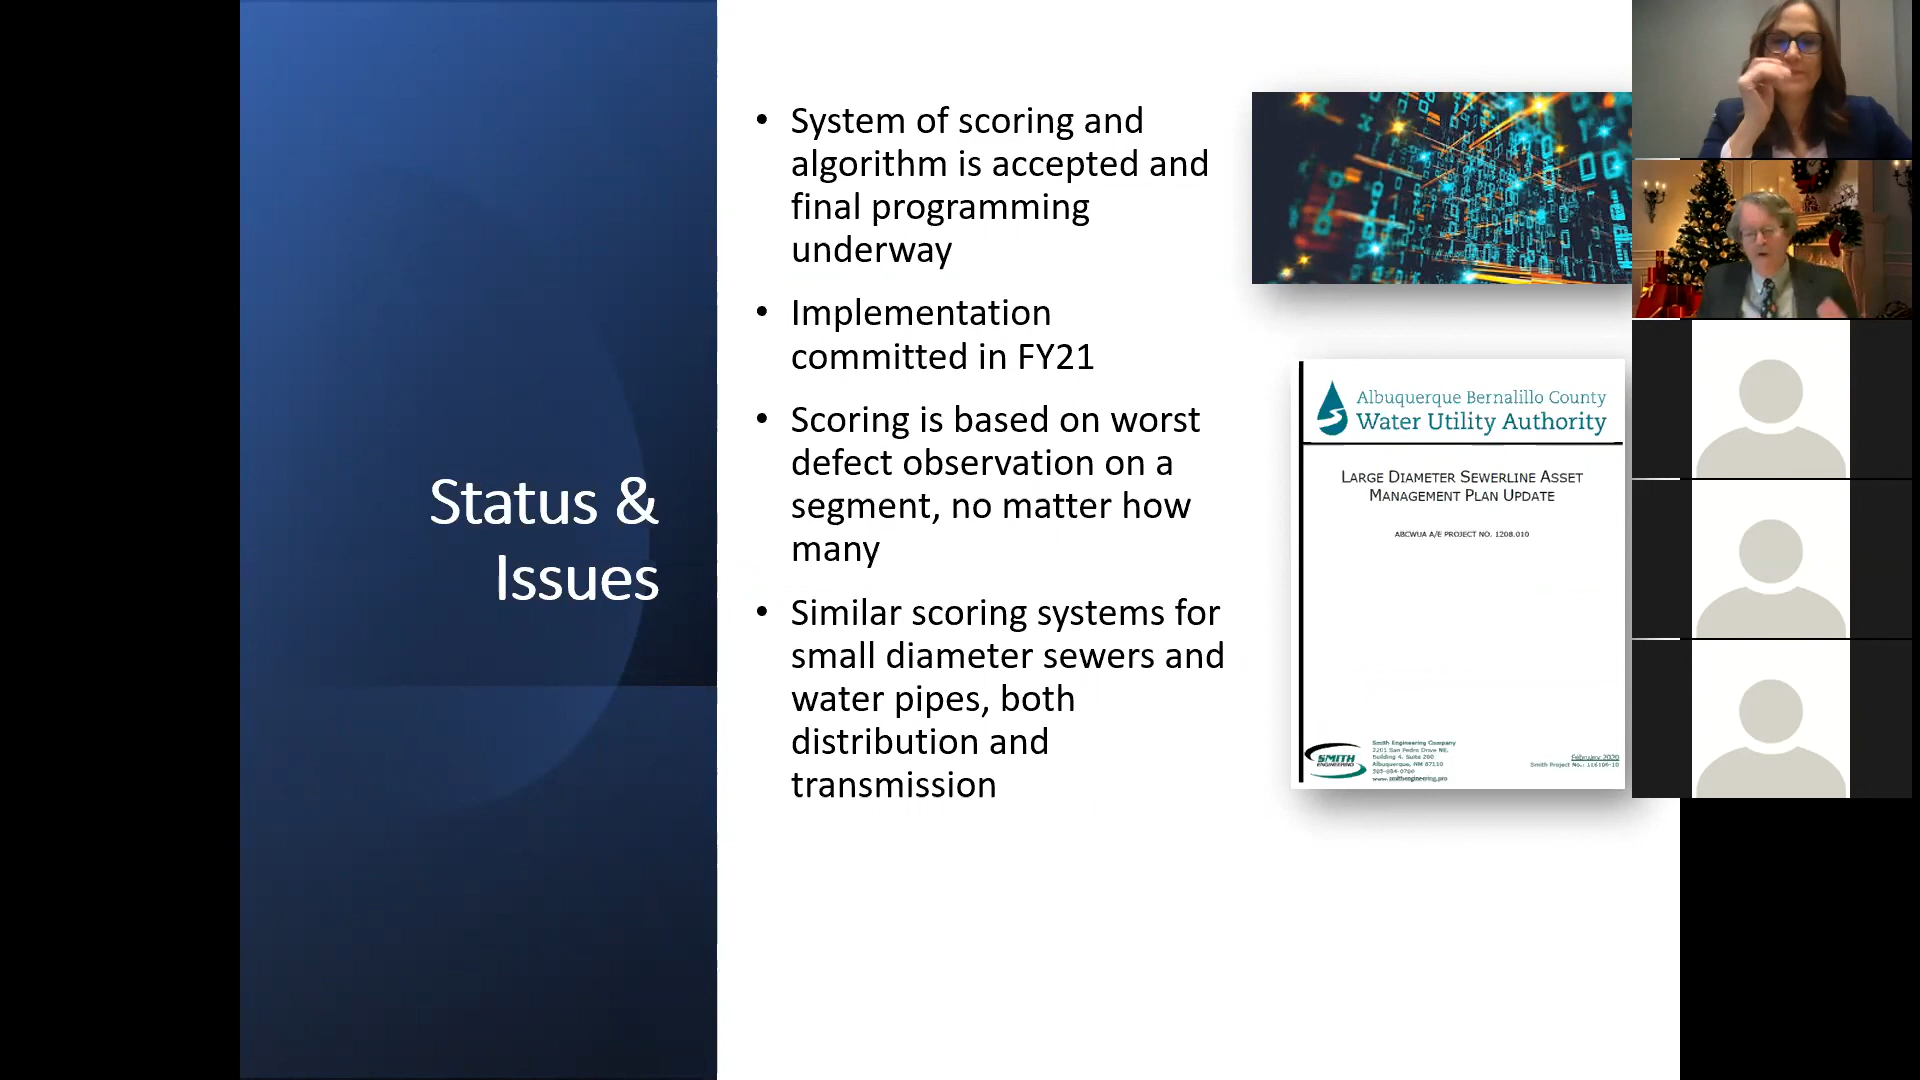 Status &
Issues
• System of scoring and
algorithm is accepted and
final programming
underway
• Implementation
committed in FY21
• Scoring is based on worst
defect observation on a
segment, no matter how
many
• Similar scoring systems for
small diameter sewers and
water pipes, both
distribution and
transmission
Albuquerque Bernalillo County
Water Utility Authority
LARGE DIAMETER SEWERLINE ASSET
MANAGEMENT PLAN UPDATE
ABCWUA A/E PROJECT NO. 1208.010
SMITH
ENGINEERING
Smith Engineering Company
2201 San Pedro Drive NE,
Building 4, Suite 200
Albuquerque, NM 87110
505-884-0700
www.smithengineering.pro
February 2020